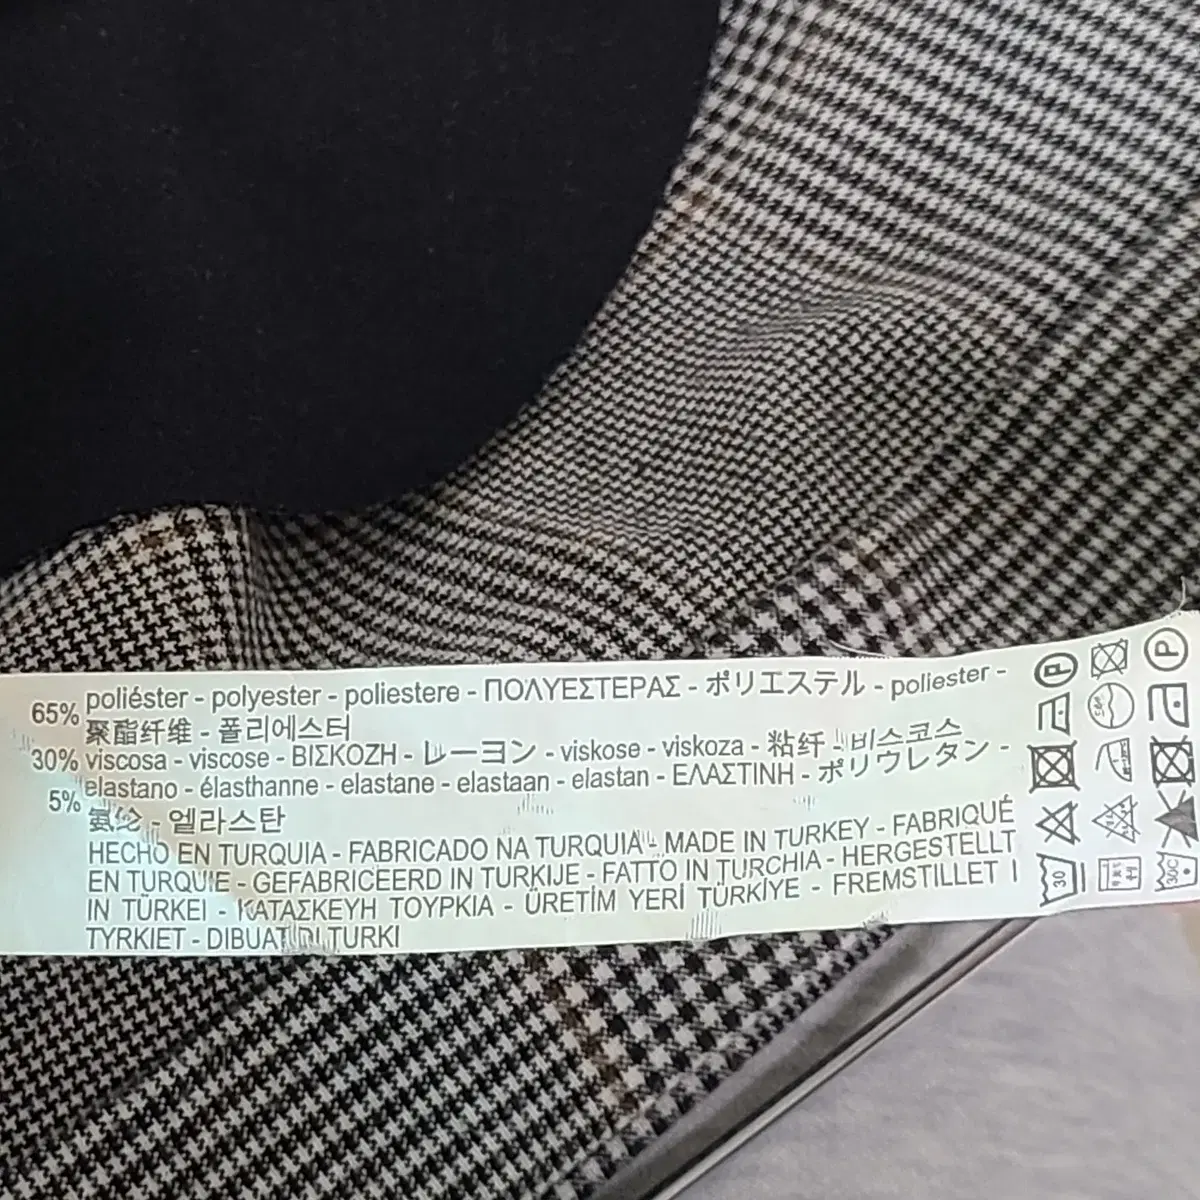 65% poliéster - polyester - poliestere - ΠΟΛΥΕΣΤΕΡΑΣ - ポリエステル - poliester -
聚酯纤维 - 폴리에스터
30% viscosa - viscose - ΒΙΣΚΟΖΗ - レーヨン - viskose - viskoza - 粘纤 - 비스코스
5% elastano - élasthanne - elastane - elastaan - elastan - ΕΛΑΣΤΙΝΗ - ポリウレタン -
氨纶 - 엘라스탄
HECHO EN TURQUIA - FABRICADO NA TURQUIA - MADE IN TURKEY - FABRIQUÉ
EN TURQUIE - GEFABRICEERD IN TURKIJE - FATTO IN TURCHIA - HERGESTELLT
IN TÜRKEI - ΚΑΤΑΣΚΕΥΗ ΤΟΥΡΚΙΑ - ÜRETİM YERİ TÜRKİYE - FREMSTILLET I
TYRKIET - DIBUAT DI TURKI
P
P
30
30C